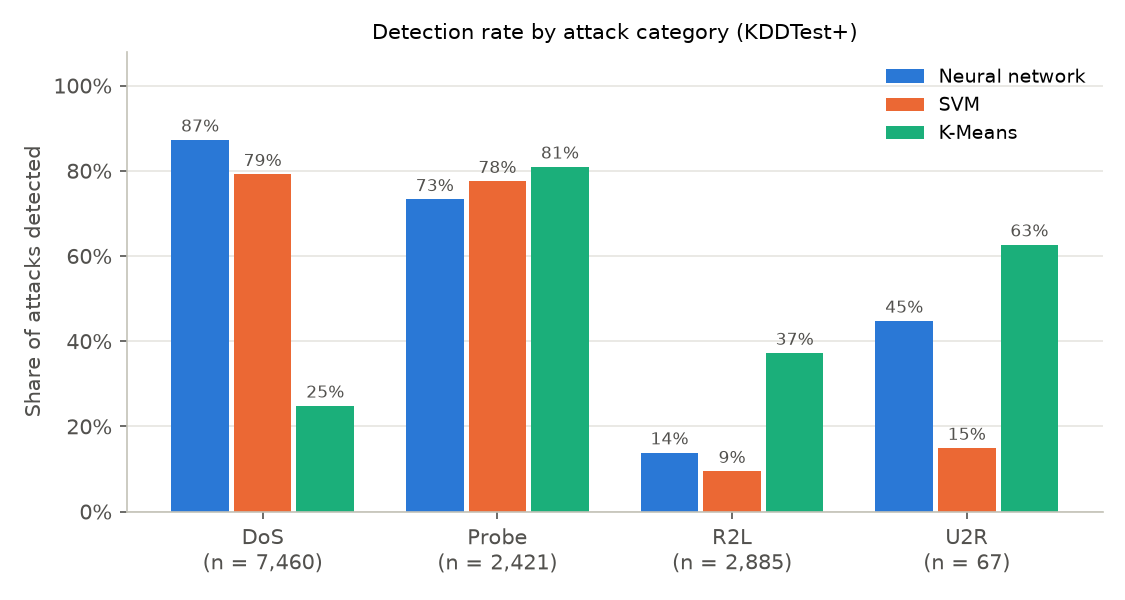 Detection rate by attack category (KDDTest+)
Neural network
SVM
K-Means
Share of attacks detected
100%
80%
60%
40%
20%
0%
87%
79%
25%
73%
78%
81%
14%
9%
37%
45%
15%
63%
DoS
(n = 7,460)
Probe
(n = 2,421)
R2L
(n = 2,885)
U2R
(n = 67)